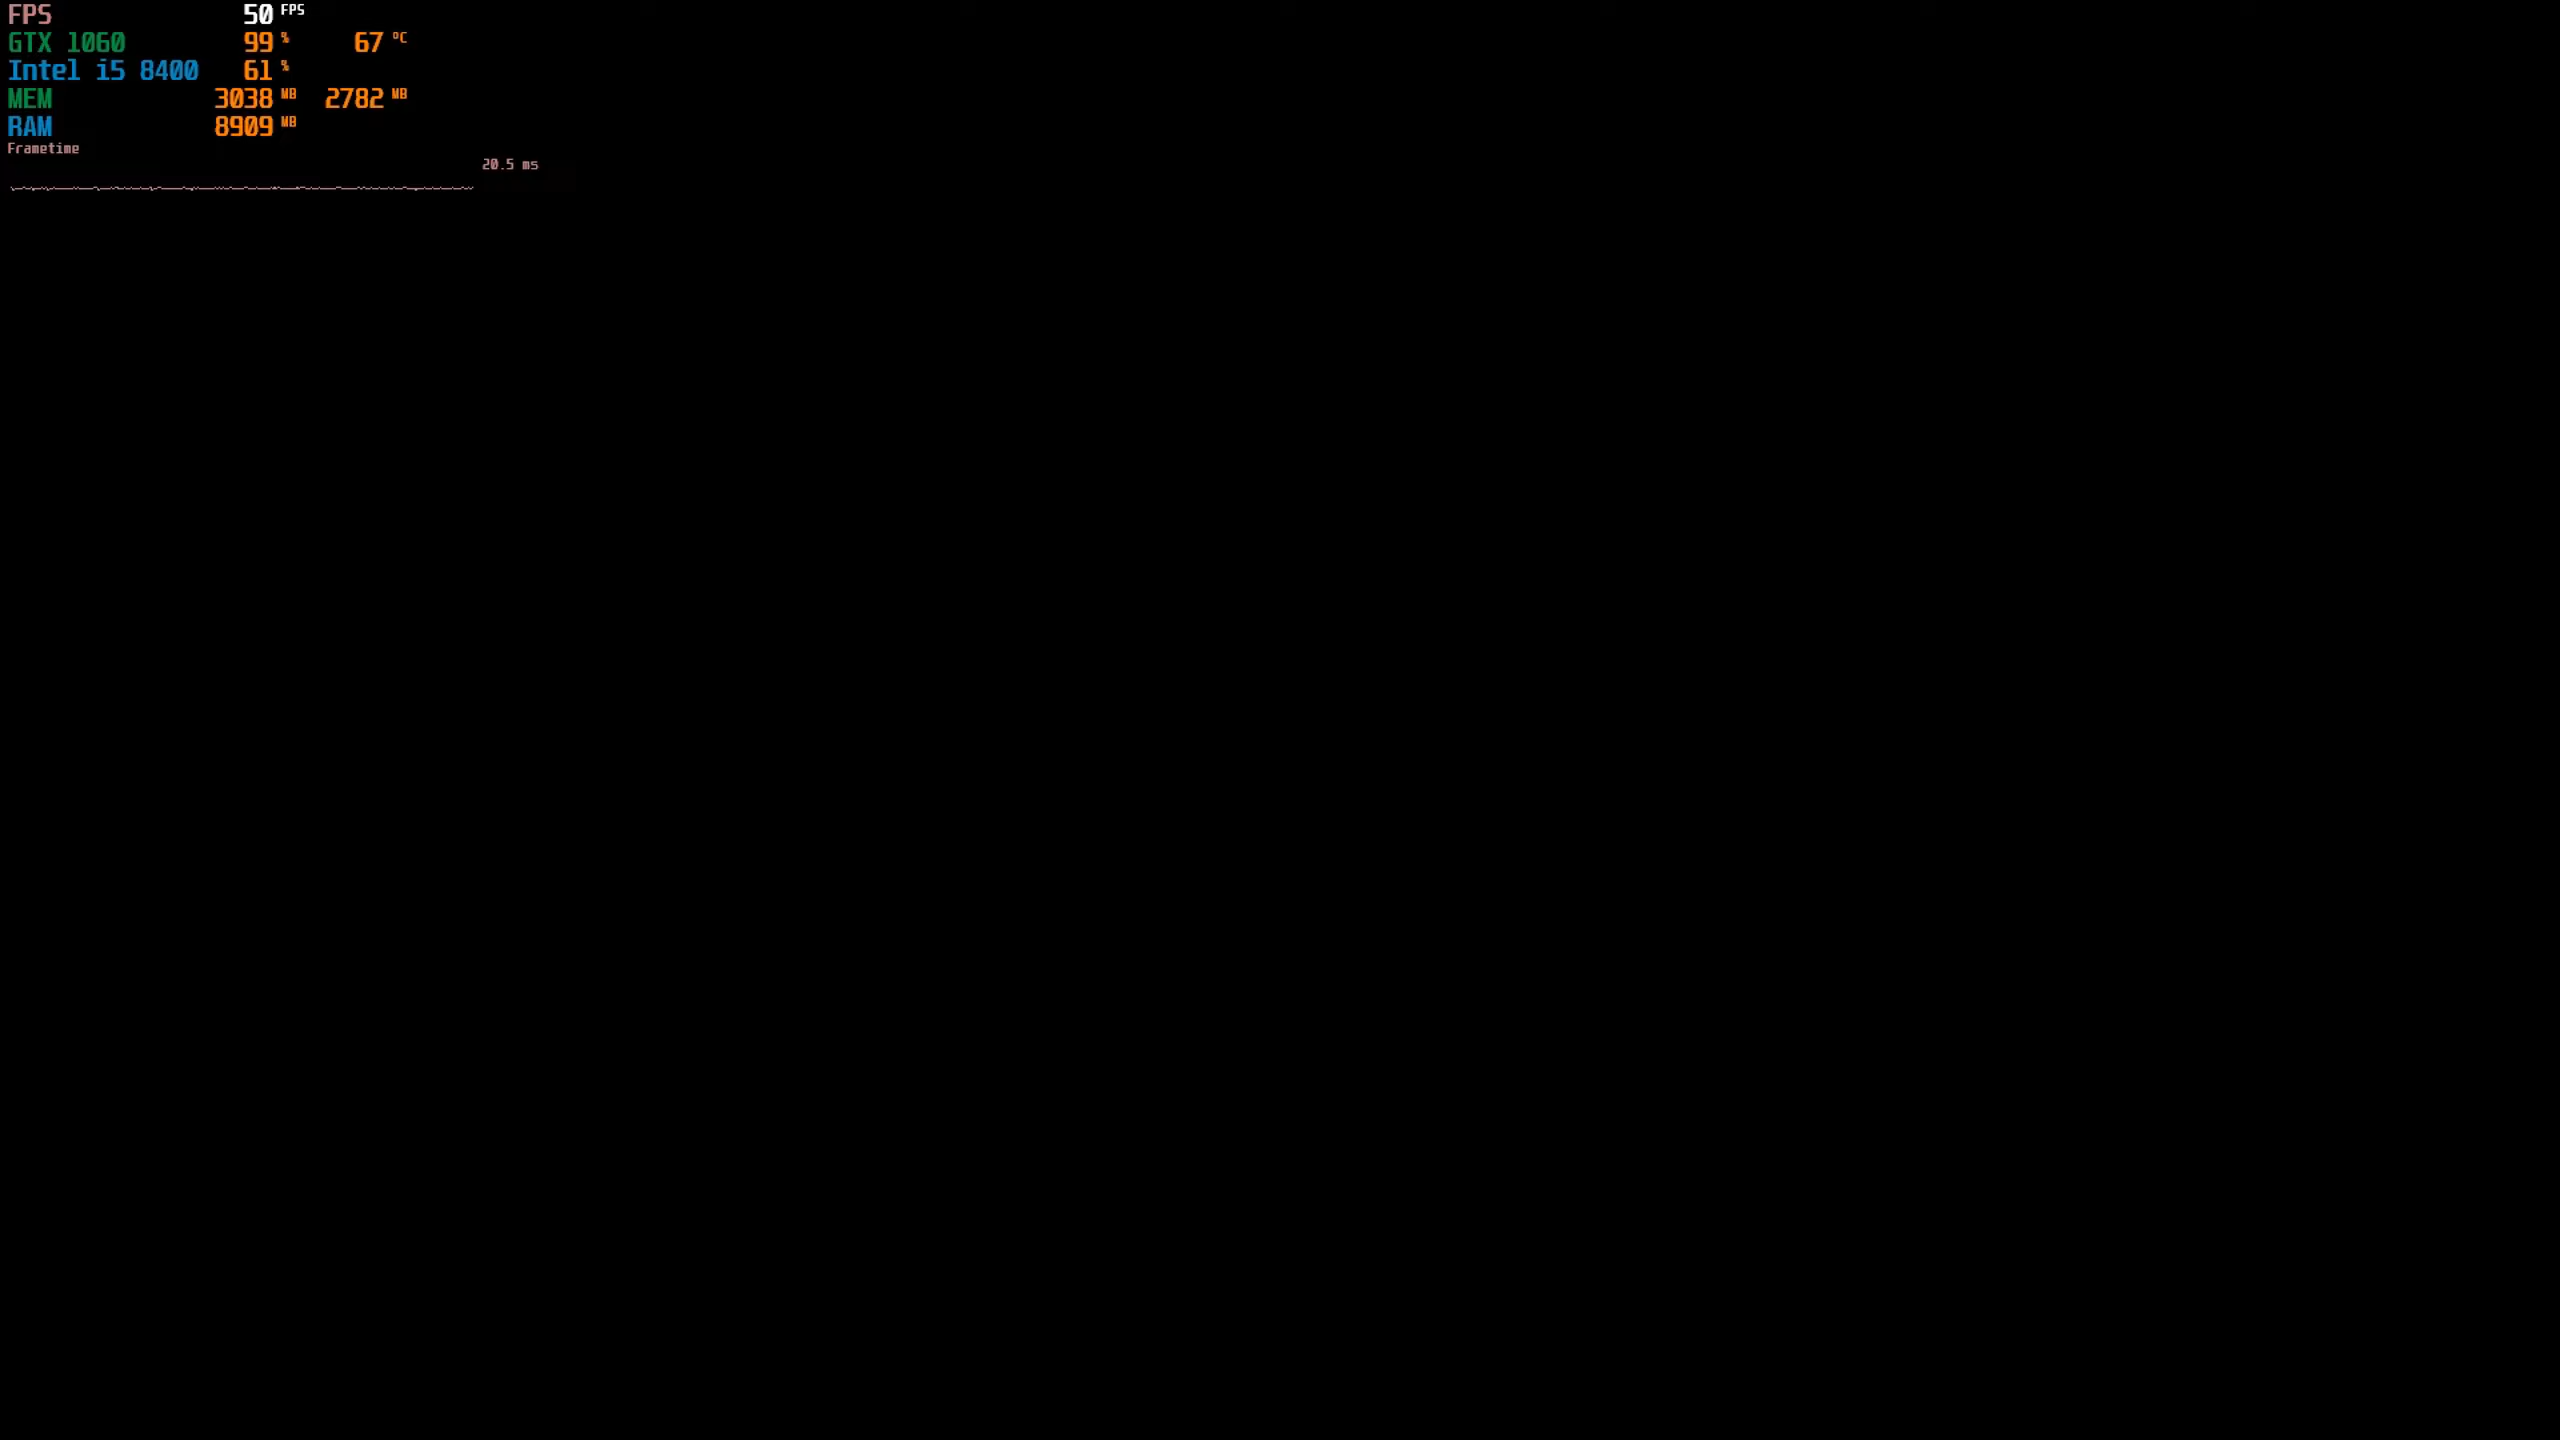 FPS 50 FPS
GTX 1060 99 % 67 °C
Intel i5 8400 61 %
MEM 3038 MB 2782 MB
RAM 8909 MB
Frametime
20.5 ms